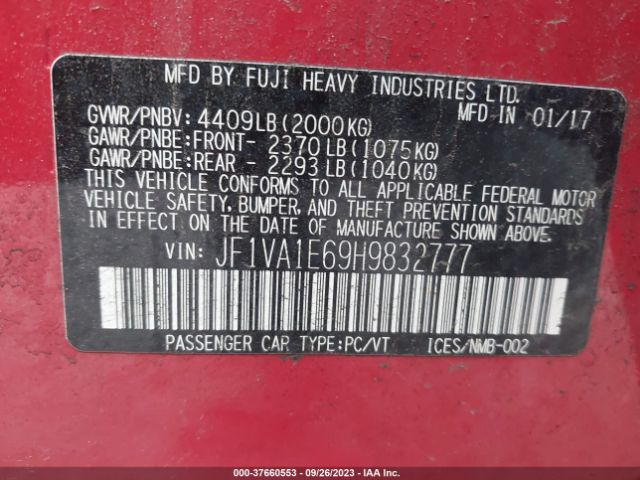 MFD BY FUJI HEAVY INDUSTRIES LTD.
GVWR/PNBV: 4409LB(2000KG) MFD IN 01/17
GAWR/PNBE:FRONT- 2370LB(1075KG)
GAWR/PNBE:REAR - 2293LB(1040KG)
THIS VEHICLE CONFORMS TO ALL APPLICABLE FEDERAL MOTOR
VEHICLE SAFETY, BUMPER, AND THEFT PREVENTION STANDARDS
IN EFFECT ON THE DATE OF MANUFACTURE SHOWN ABOVE.
VIN: JF1VA1E69H9832777
PASSENGER CAR TYPE:PC/VT ICES/NMB-002
000-37660553 - 09/26/2023 - IAAI.COM